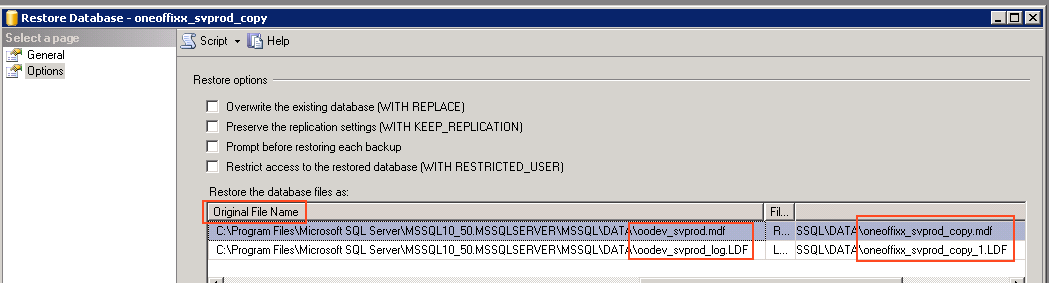 Restore Database - oneoffixx_svprod_copy
Select a page
General
Options
Script Help
Restore options
Overwrite the existing database (WITH REPLACE)
Preserve the replication settings (WITH KEEP_REPLICATION)
Prompt before restoring each backup
Restrict access to the restored database (WITH RESTRICTED_USER)
Restore the database files as:
Original File Name Fil...
C:\Program Files\Microsoft SQL Server\MSSQL10_50.MSSQLSERVER\MSSQL\DATA\oodev_svprod.mdf R... SSQL\DATA\oneoffixx_svprod_copy.mdf
C:\Program Files\Microsoft SQL Server\MSSQL10_50.MSSQLSERVER\MSSQL\DATA\oodev_svprod_log.LDF L... SSQL\DATA\oneoffixx_svprod_copy_1.LDF